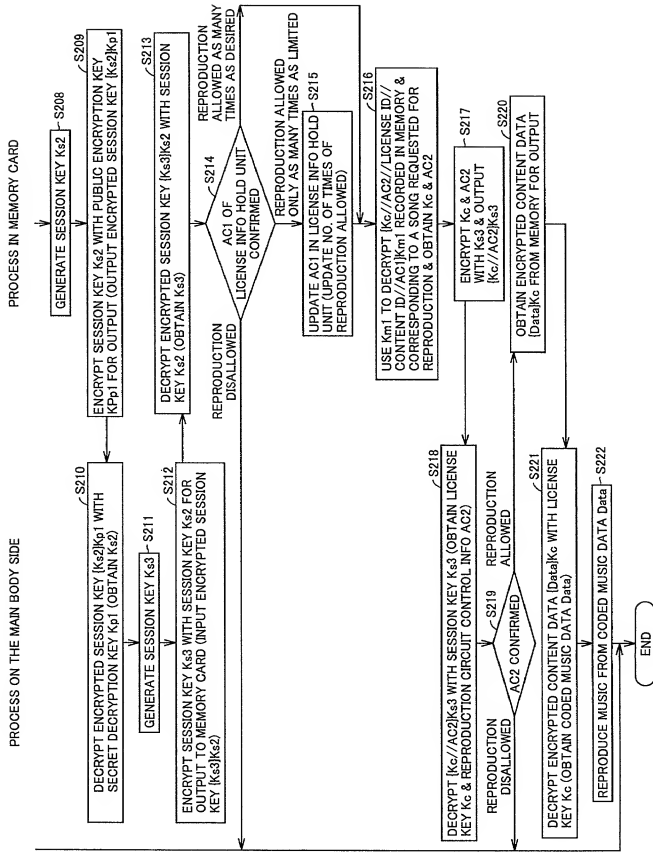 PROCESS ON THE MAIN BODY SIDE
PROCESS IN MEMORY CARD
GENERATE SESSION KEY Ks2
S208
ENCRYPT SESSION KEY Ks2 WITH PUBLIC ENCRYPTION KEY
KPp1 FOR OUTPUT (OUTPUT ENCRYPTED SESSION KEY {Ks2}Kp1)
S209
DECRYPT ENCRYPTED SESSION KEY {Ks2}Kp1 WITH
SECRET DECRYPTION KEY Kp1 (OBTAIN Ks2)
S210
GENERATE SESSION KEY Ks3
S211
ENCRYPT SESSION KEY Ks3 WITH SESSION KEY Ks2 FOR
OUTPUT TO MEMORY CARD (INPUT ENCRYPTED SESSION
KEY {Ks3}Ks2)
S212
DECRYPT ENCRYPTED SESSION KEY {Ks3}Ks2 WITH SESSION
KEY Ks2 (OBTAIN Ks3)
S213
AC1 OF
LICENSE INFO HOLD UNIT
CONFIRMED
S214
REPRODUCTION
DISALLOWED
REPRODUCTION
ALLOWED AS MANY
TIMES AS DESIRED
REPRODUCTION ALLOWED
ONLY AS MANY TIMES AS LIMITED
UPDATE AC1 IN LICENSE INFO HOLD
UNIT (UPDATE NO. OF TIMES OF
REPRODUCTION ALLOWED)
S215
USE Km1 TO DECRYPT {Kc//AC2//LICENSE ID//
CONTENT ID//AC1}Km1 RECORDED IN MEMORY &
CORRESPONDING TO A SONG REQUESTED FOR
REPRODUCTION & OBTAIN Kc & AC2
S216
ENCRYPT Kc & AC2
WITH Ks3 & OUTPUT
{Kc//AC2}Ks3
S217
DECRYPT {Kc//AC2}Ks3 WITH SESSION KEY Ks3 (OBTAIN LICENSE
KEY Kc & REPRODUCTION CIRCUIT CONTROL INFO AC2)
S218
AC2 CONFIRMED
S219
REPRODUCTION
DISALLOWED
REPRODUCTION
ALLOWED
OBTAIN ENCRYPTED CONTENT DATA
{Data}Kc FROM MEMORY FOR OUTPUT
S220
DECRYPT ENCRYPTED CONTENT DATA {Data}Kc WITH LICENSE
KEY Kc (OBTAIN CODED MUSIC DATA Data)
S221
REPRODUCE MUSIC FROM CODED MUSIC DATA Data
S222
END